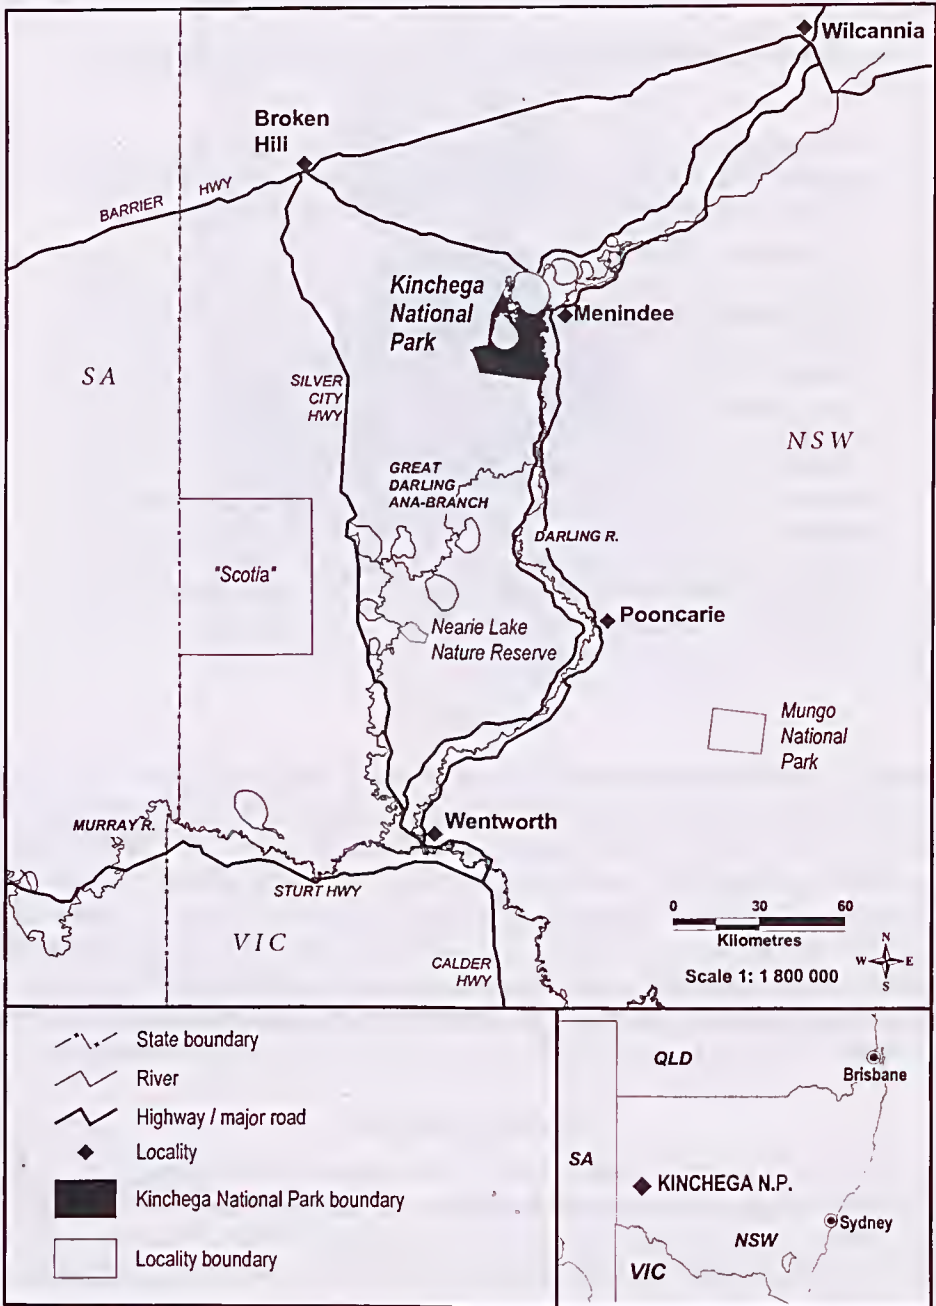 Wilcannia
Broken
Hill
BARRIER HWY
Kinchega
National
Park
Menindee
SA
SILVER
CITY
HWY
NSW
GREAT
DARLING
ANA-BRANCH
DARLING R.
"Scotia"
Pooncarie
Nearie Lake
Nature Reserve
Mungo
National
Park
MURRAY R.
Wentworth
STURT HWY
VIC
CALDER
HWY
0 30 60
Kilometres
Scale 1: 1 800 000
N
W E
S
State boundary
River
Highway / major road
Locality
Kinchega National Park boundary
Locality boundary
QLD
Brisbane
SA
KINCHEGA N.P.
Sydney
NSW
VIC